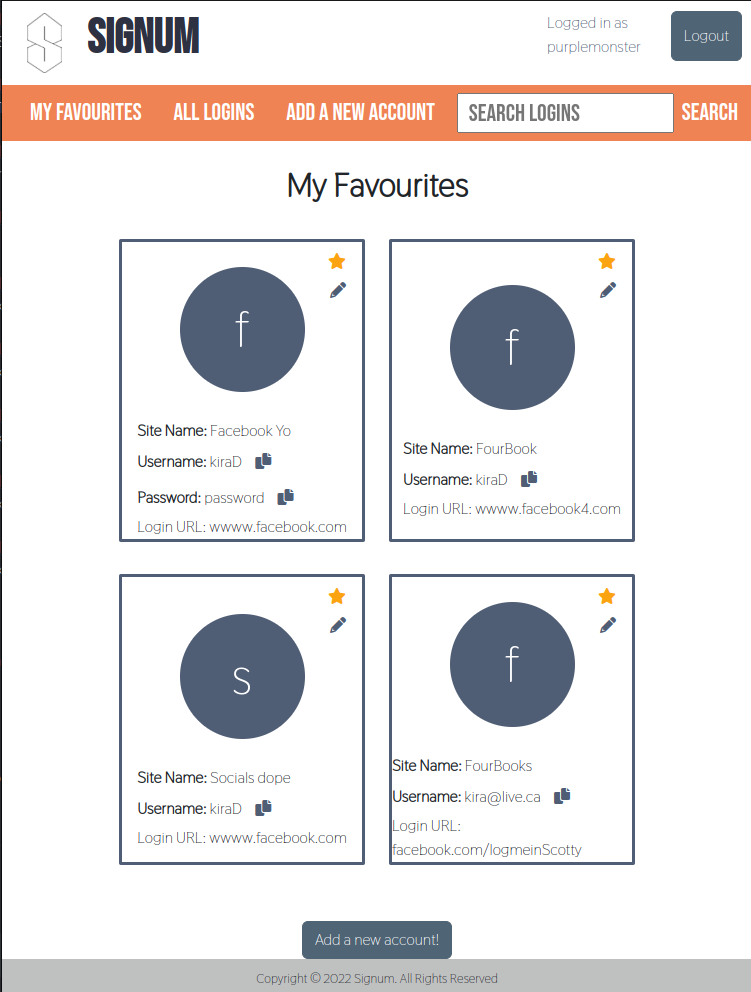 SIGNUM
Logged in as
purplemonster
Logout
MY FAVOURITES ALL LOGINS ADD A NEW ACCOUNT SEARCH LOGINS SEARCH
My Favourites
f
Site Name: Facebook Yo
Username: kiraD
Password: password
Login URL: wwww.facebook.com
f
Site Name: FourBook
Username: kiraD
Login URL: wwww.facebook4.com
s
Site Name: Socials dope
Username: kiraD
Login URL: wwww.facebook.com
f
Site Name: FourBooks
Username: kira@live.ca
Login URL:
facebook.com/logmeinScotty
Add a new account!
Copyright © 2022 Signum. All Rights Reserved